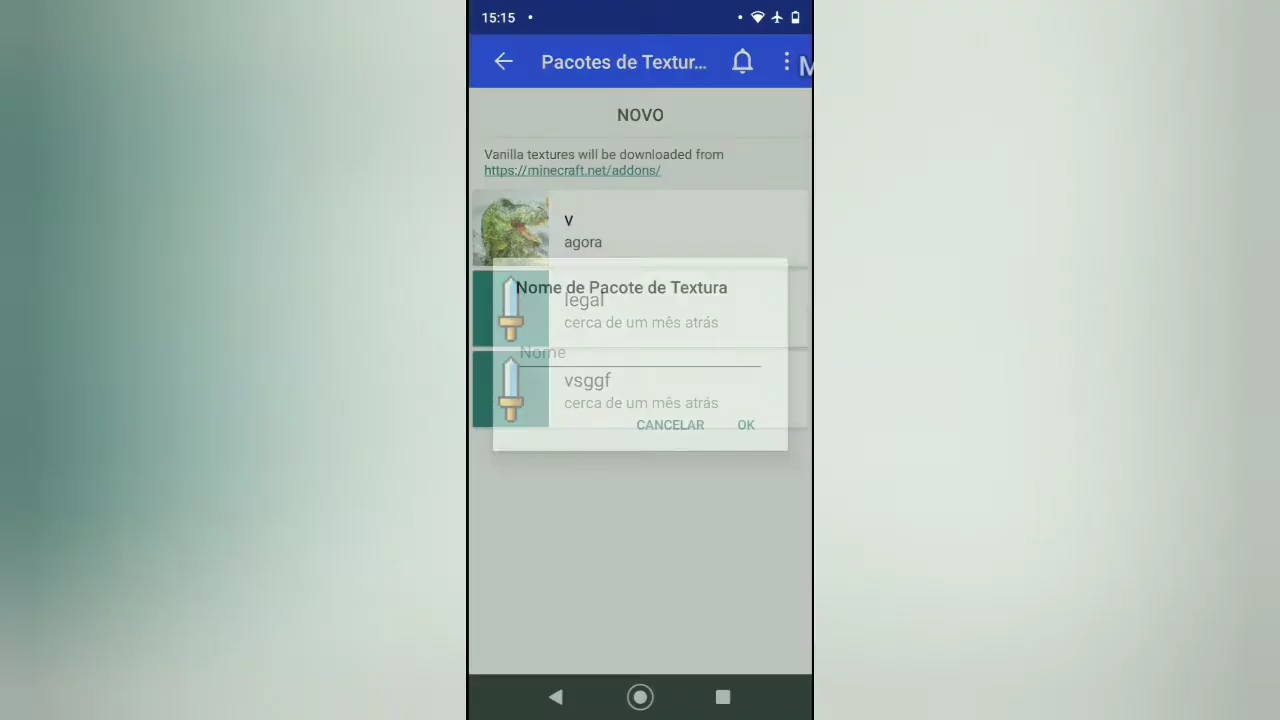 15:15
Pacotes de Textur...
M
NOVO
Vanilla textures will be downloaded from
https://minecraft.net/addons/
v
agora
Nome de Pacote de Textura
legal
cerca de um mês atrás
Nome
vsggf
cerca de um mês atrás
CANCELAR OK